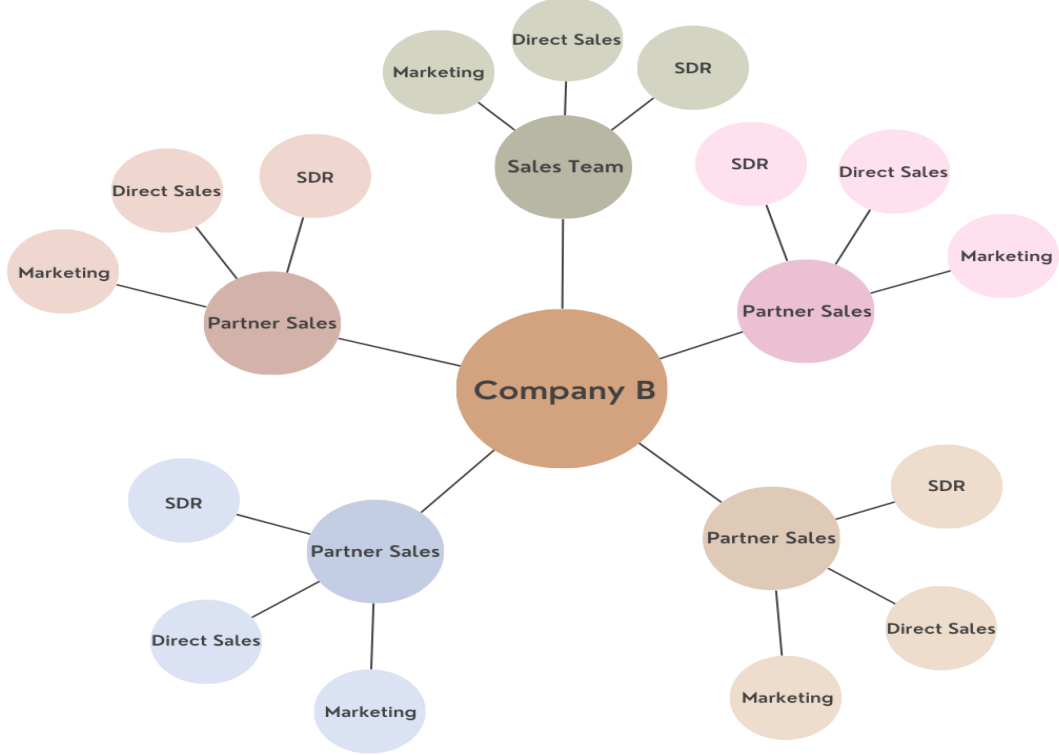 Direct Sales
Marketing
SDR
Sales Team
SDR
Direct Sales
Marketing
Partner Sales
Direct Sales
SDR
Marketing
Partner Sales
Company B
SDR
Partner Sales
Direct Sales
Marketing
SDR
Partner Sales
Direct Sales
Marketing